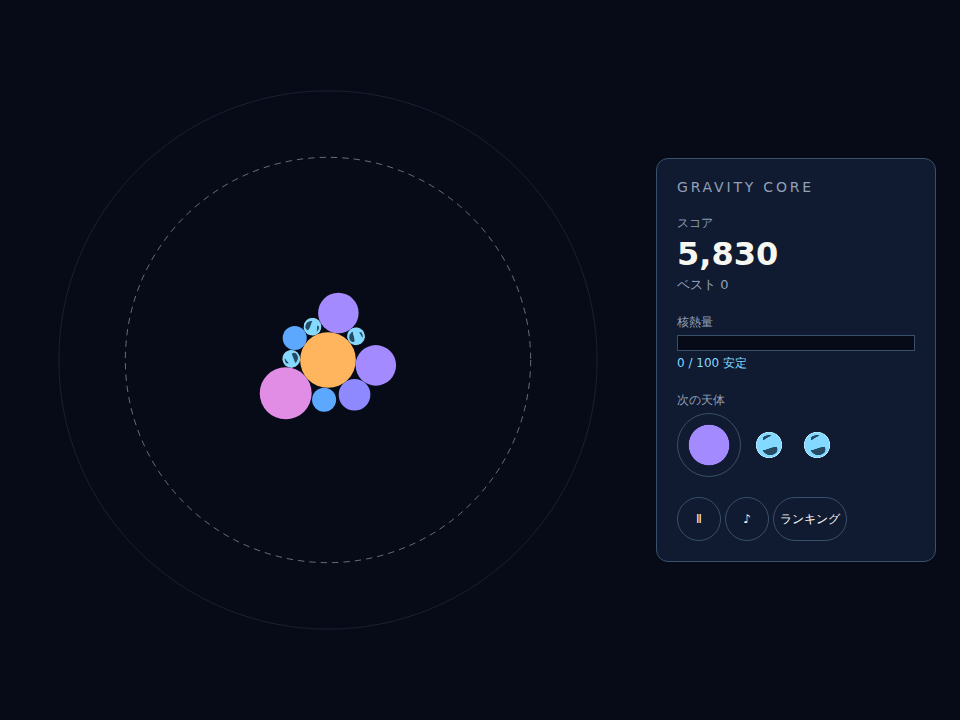 GRAVITY CORE
スコア
5,830
ベスト 0
核熱量
0 / 100 安定
次の天体
Ⅱ
♪
ランキング